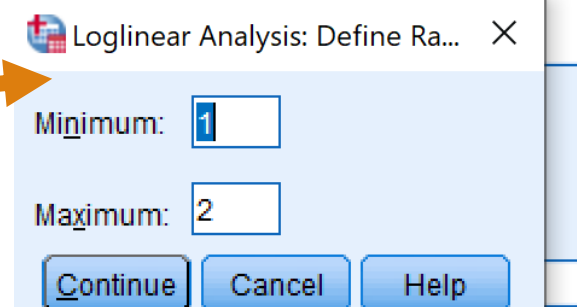 Loglinear Analysis: Define Ra...
Minimum: 1
Maximum: 2
Continue Cancel Help